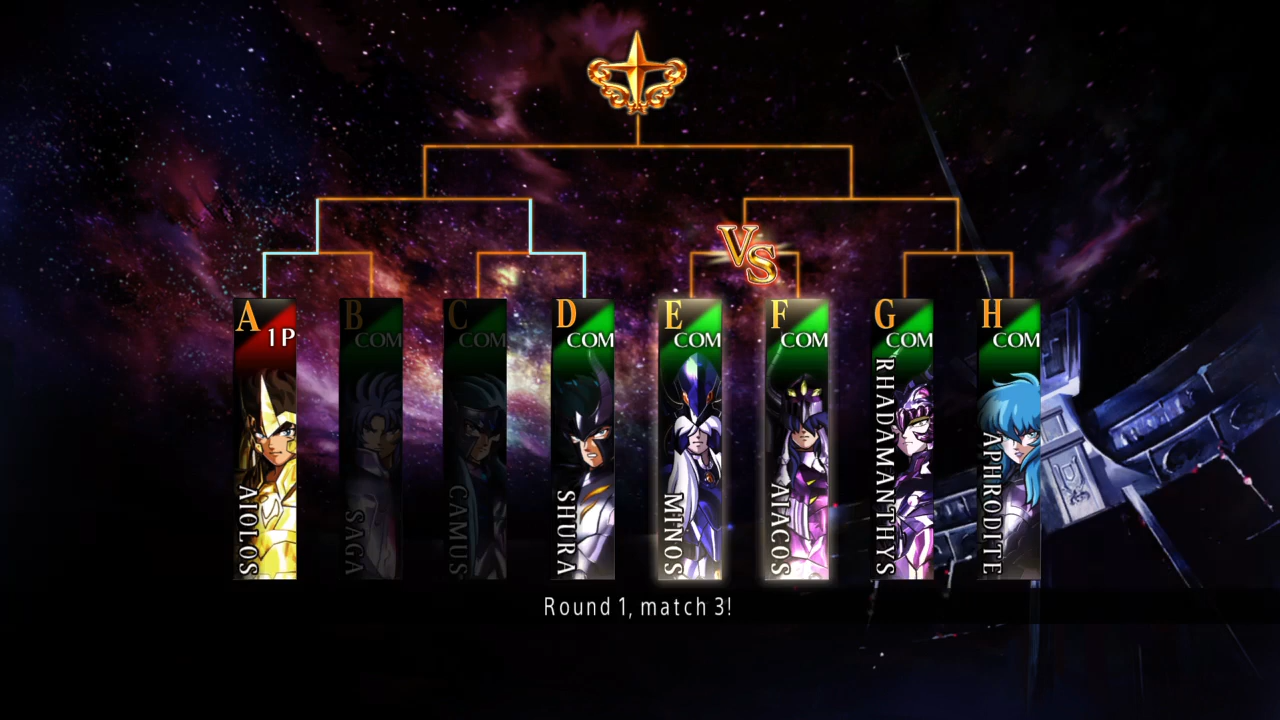 VS
A
1P
AIOLOS
B
COM
SAGA
C
COM
CAMUS
D
COM
SHURA
E
COM
MINOS
F
COM
AIACOS
G
COM
RHADAMANTHYS
H
COM
APHRODITE
Round 1, match 3!